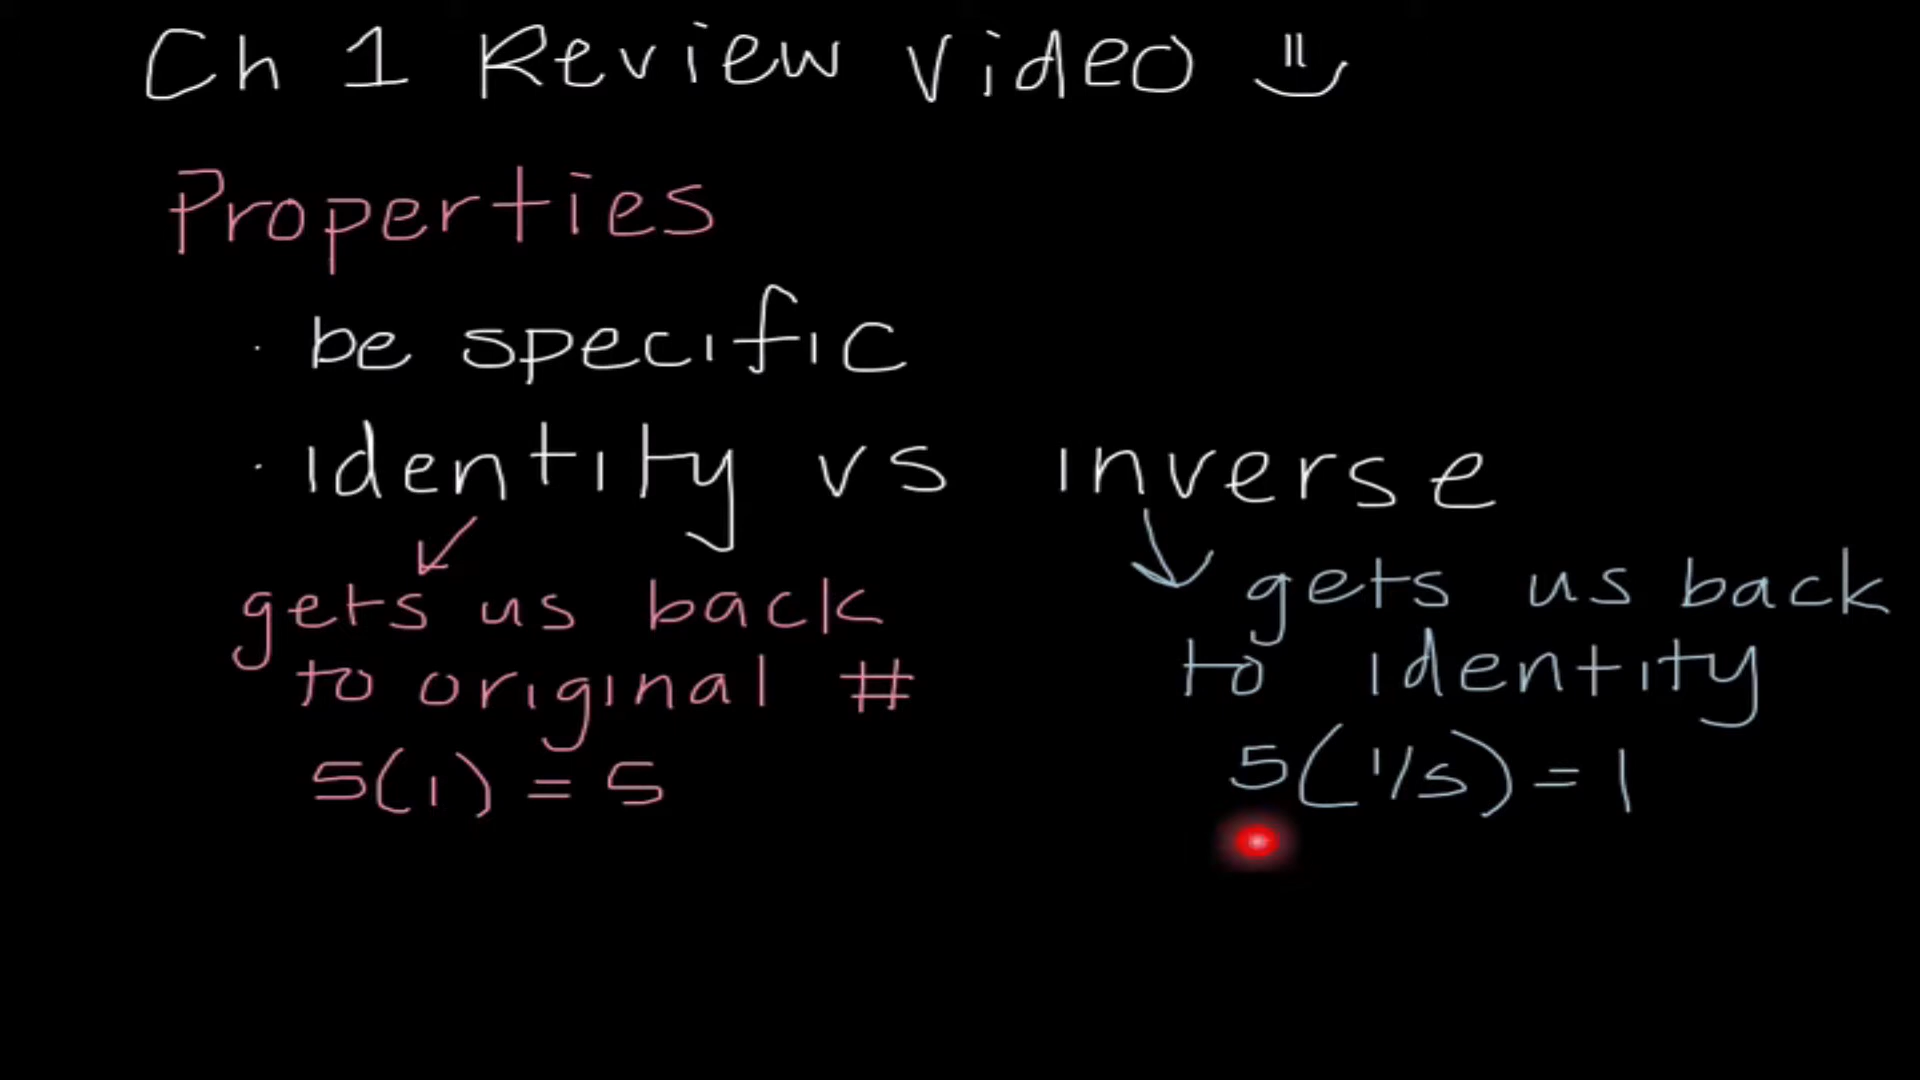 Ch 1 Review Video
Properties
· be specific
· identity vs inverse
gets us back
to original #
5(1) = 5
gets us back
to identity
5(1/5) = 1